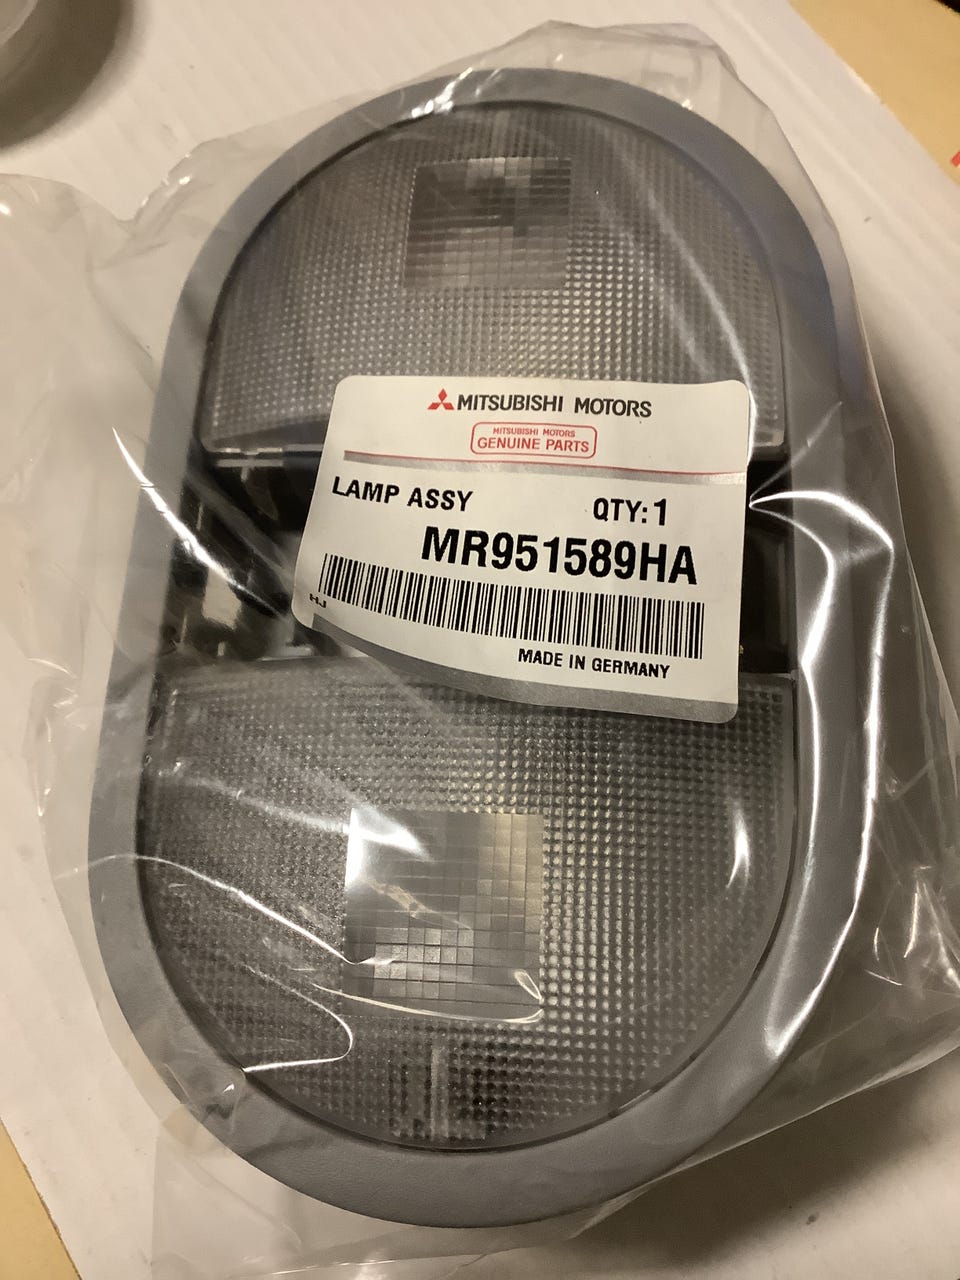 MITSUBISHI MOTORS
MITSUBISHI MOTORS
GENUINE PARTS
LAMP ASSY QTY: 1
MR951589HA
HJ
MADE IN GERMANY